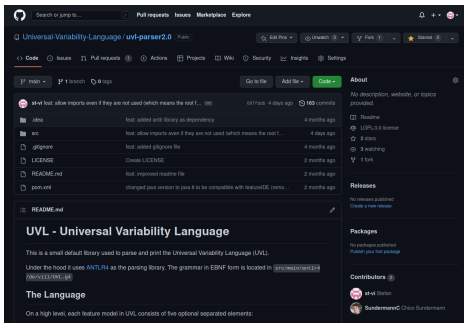 Search or jump to...
Pull requests Issues Marketplace Explore
Universal-Variability-Language / uvl-parser2.0 Public
Edit Pins Unwatch 3 Fork 1 Starred 2
Code Issues Pull requests 1 Actions Projects Wiki Security Insights Settings
main 1 branch 0 tags Go to file Add file Code
st-vi feat: allow imports even if they are not used (which means the root f... 4 days ago 163 commits
.idea feat: added antlr library as dependency 4 months ago
src feat: allow imports even if they are not used (which means the root f... 4 days ago
.gitignore feat: added gitignore file 4 months ago
LICENSE Create LICENSE 2 months ago
README.md feat: improved readme file 2 months ago
pom.xml changed java version to java 8 to be compatible with featureIDE (remo... 2 months ago
README.md
UVL - Universal Variability Language
This is a small default library used to parse and print the Universal Variability Language (UVL).
Under the hood it uses ANTLR4 as the parsing library. The grammar in EBNF form is located in src/main/antlr4
/de/vill/UVL.g4
The Language
On a high level, each feature model in UVL consists of five optional separated elements:
About
No description, website, or topics
provided.
Readme
LGPL-3.0 license
2 stars
3 watching
1 fork
Releases
No releases published
Create a new release
Packages
No packages published
Publish your first package
Contributors 2
st-vi Stefan
SundermannC Chico Sundermann